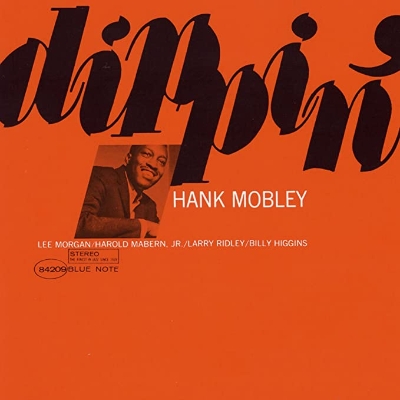 dippin'
HANK MOBLEY
LEE MORGAN/HAROLD MABERN, JR./LARRY RIDLEY/BILLY HIGGINS
STEREO
84209 BLUE NOTE